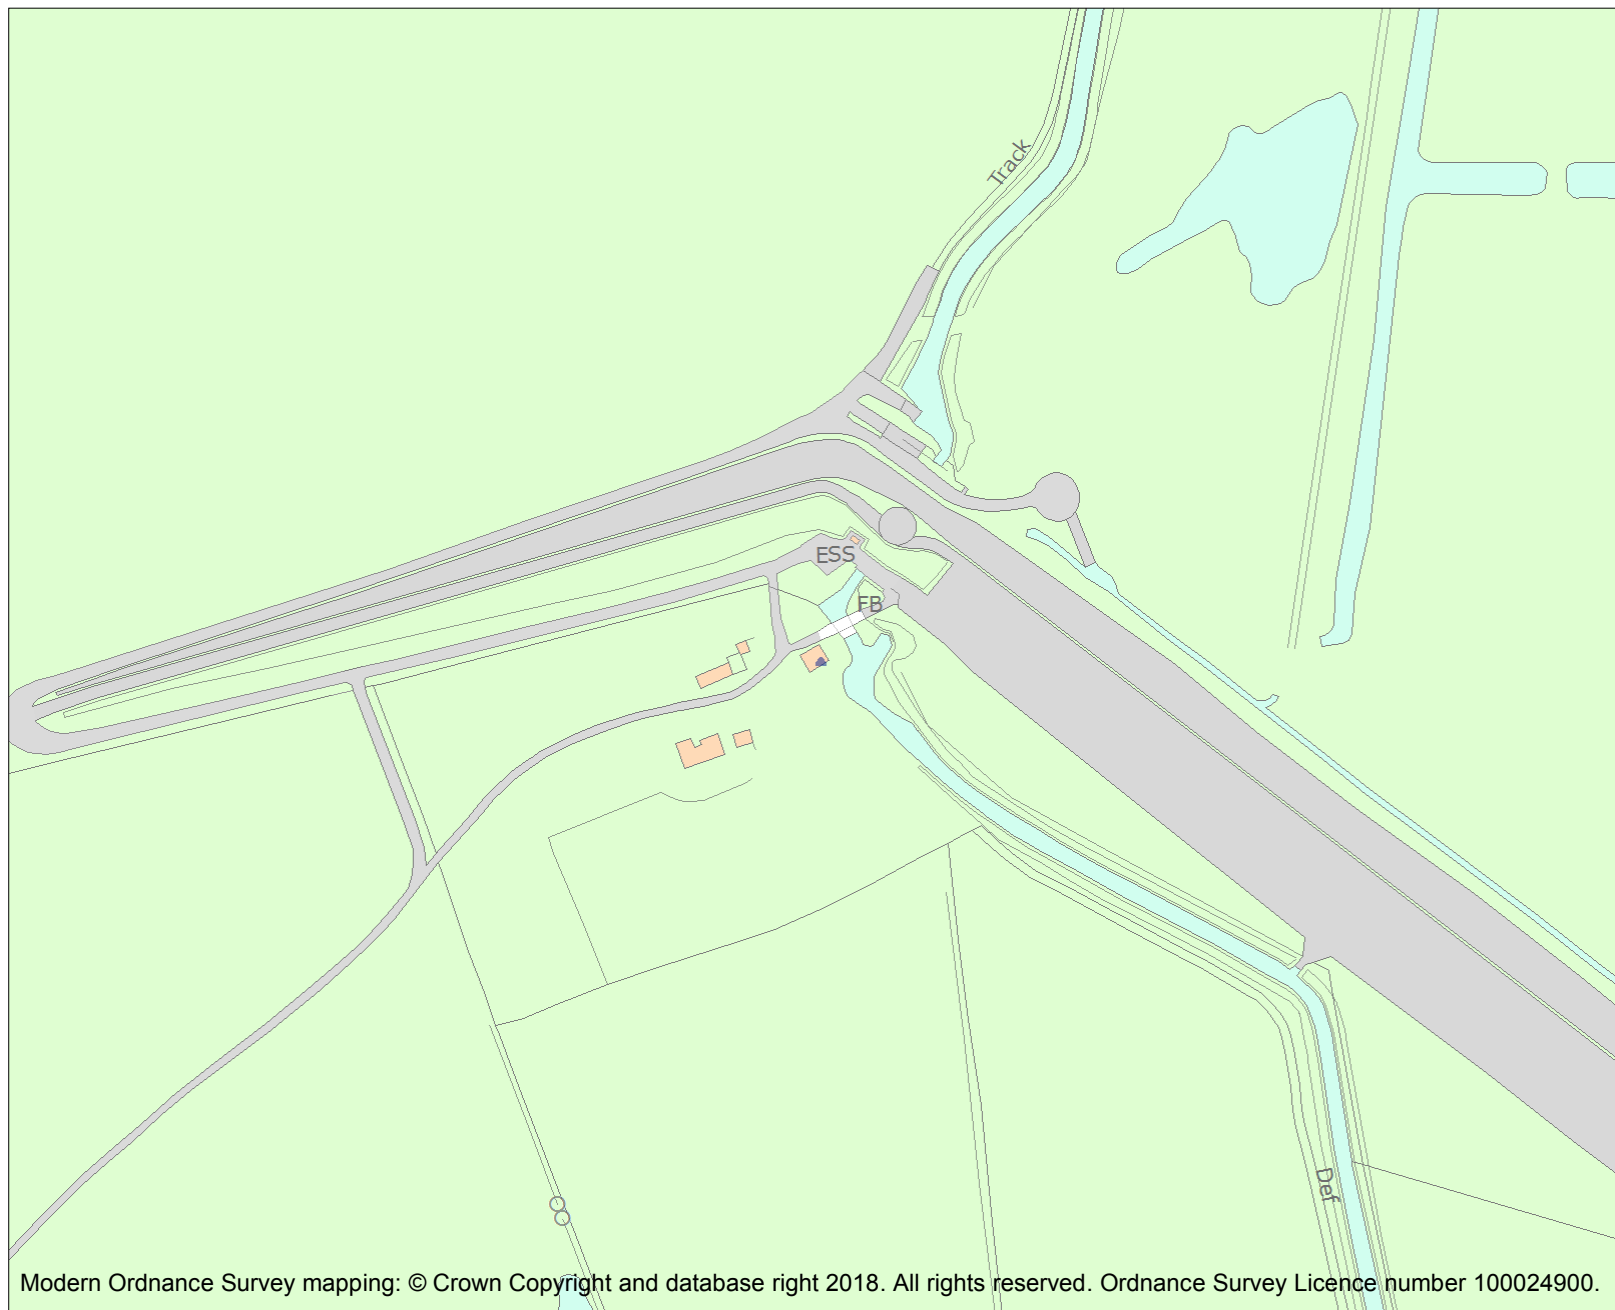 Track
ESS
FB
Def
Modern Ordnance Survey mapping: © Crown Copyright and database right 2018. All rights reserved. Ordnance Survey Licence number 100024900.